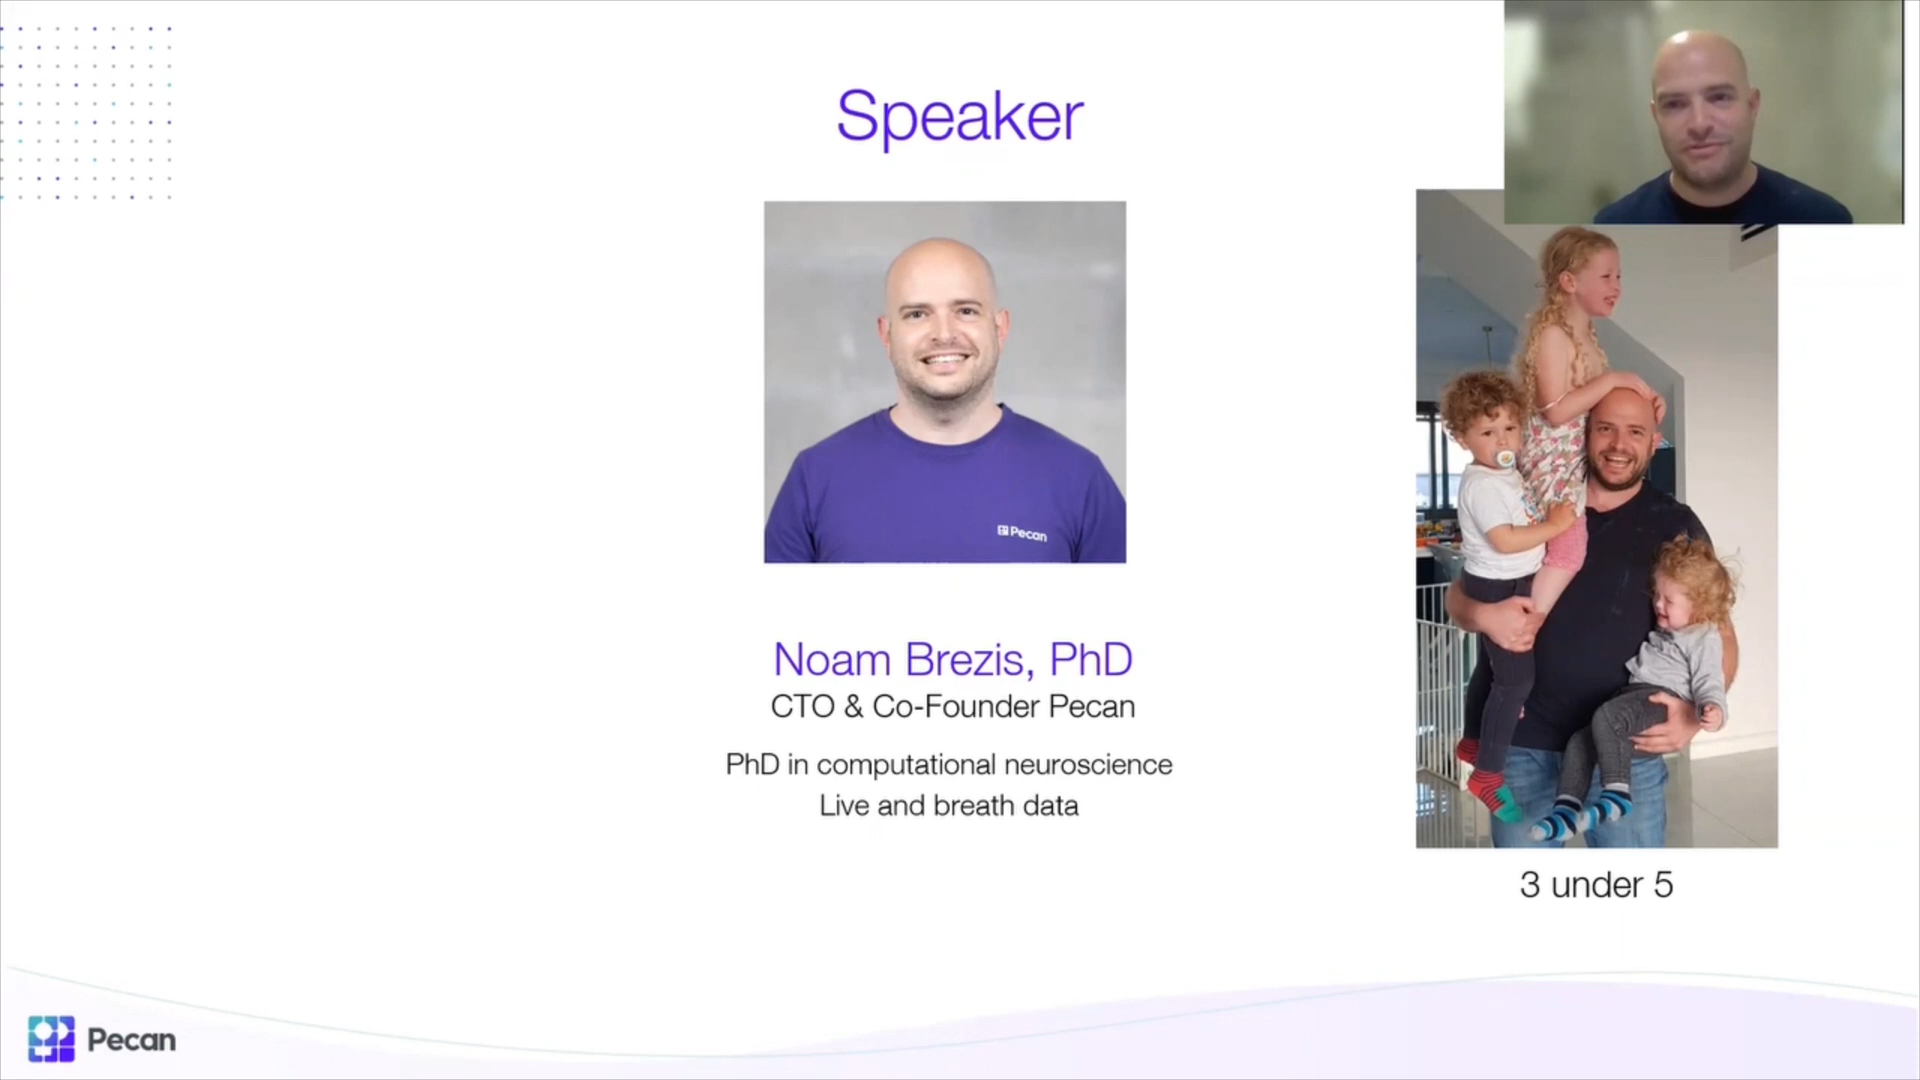 Speaker
Pecan
Noam Brezis, PhD
CTO & Co-Founder Pecan
PhD in computational neuroscience
Live and breath data
3 under 5
Pecan